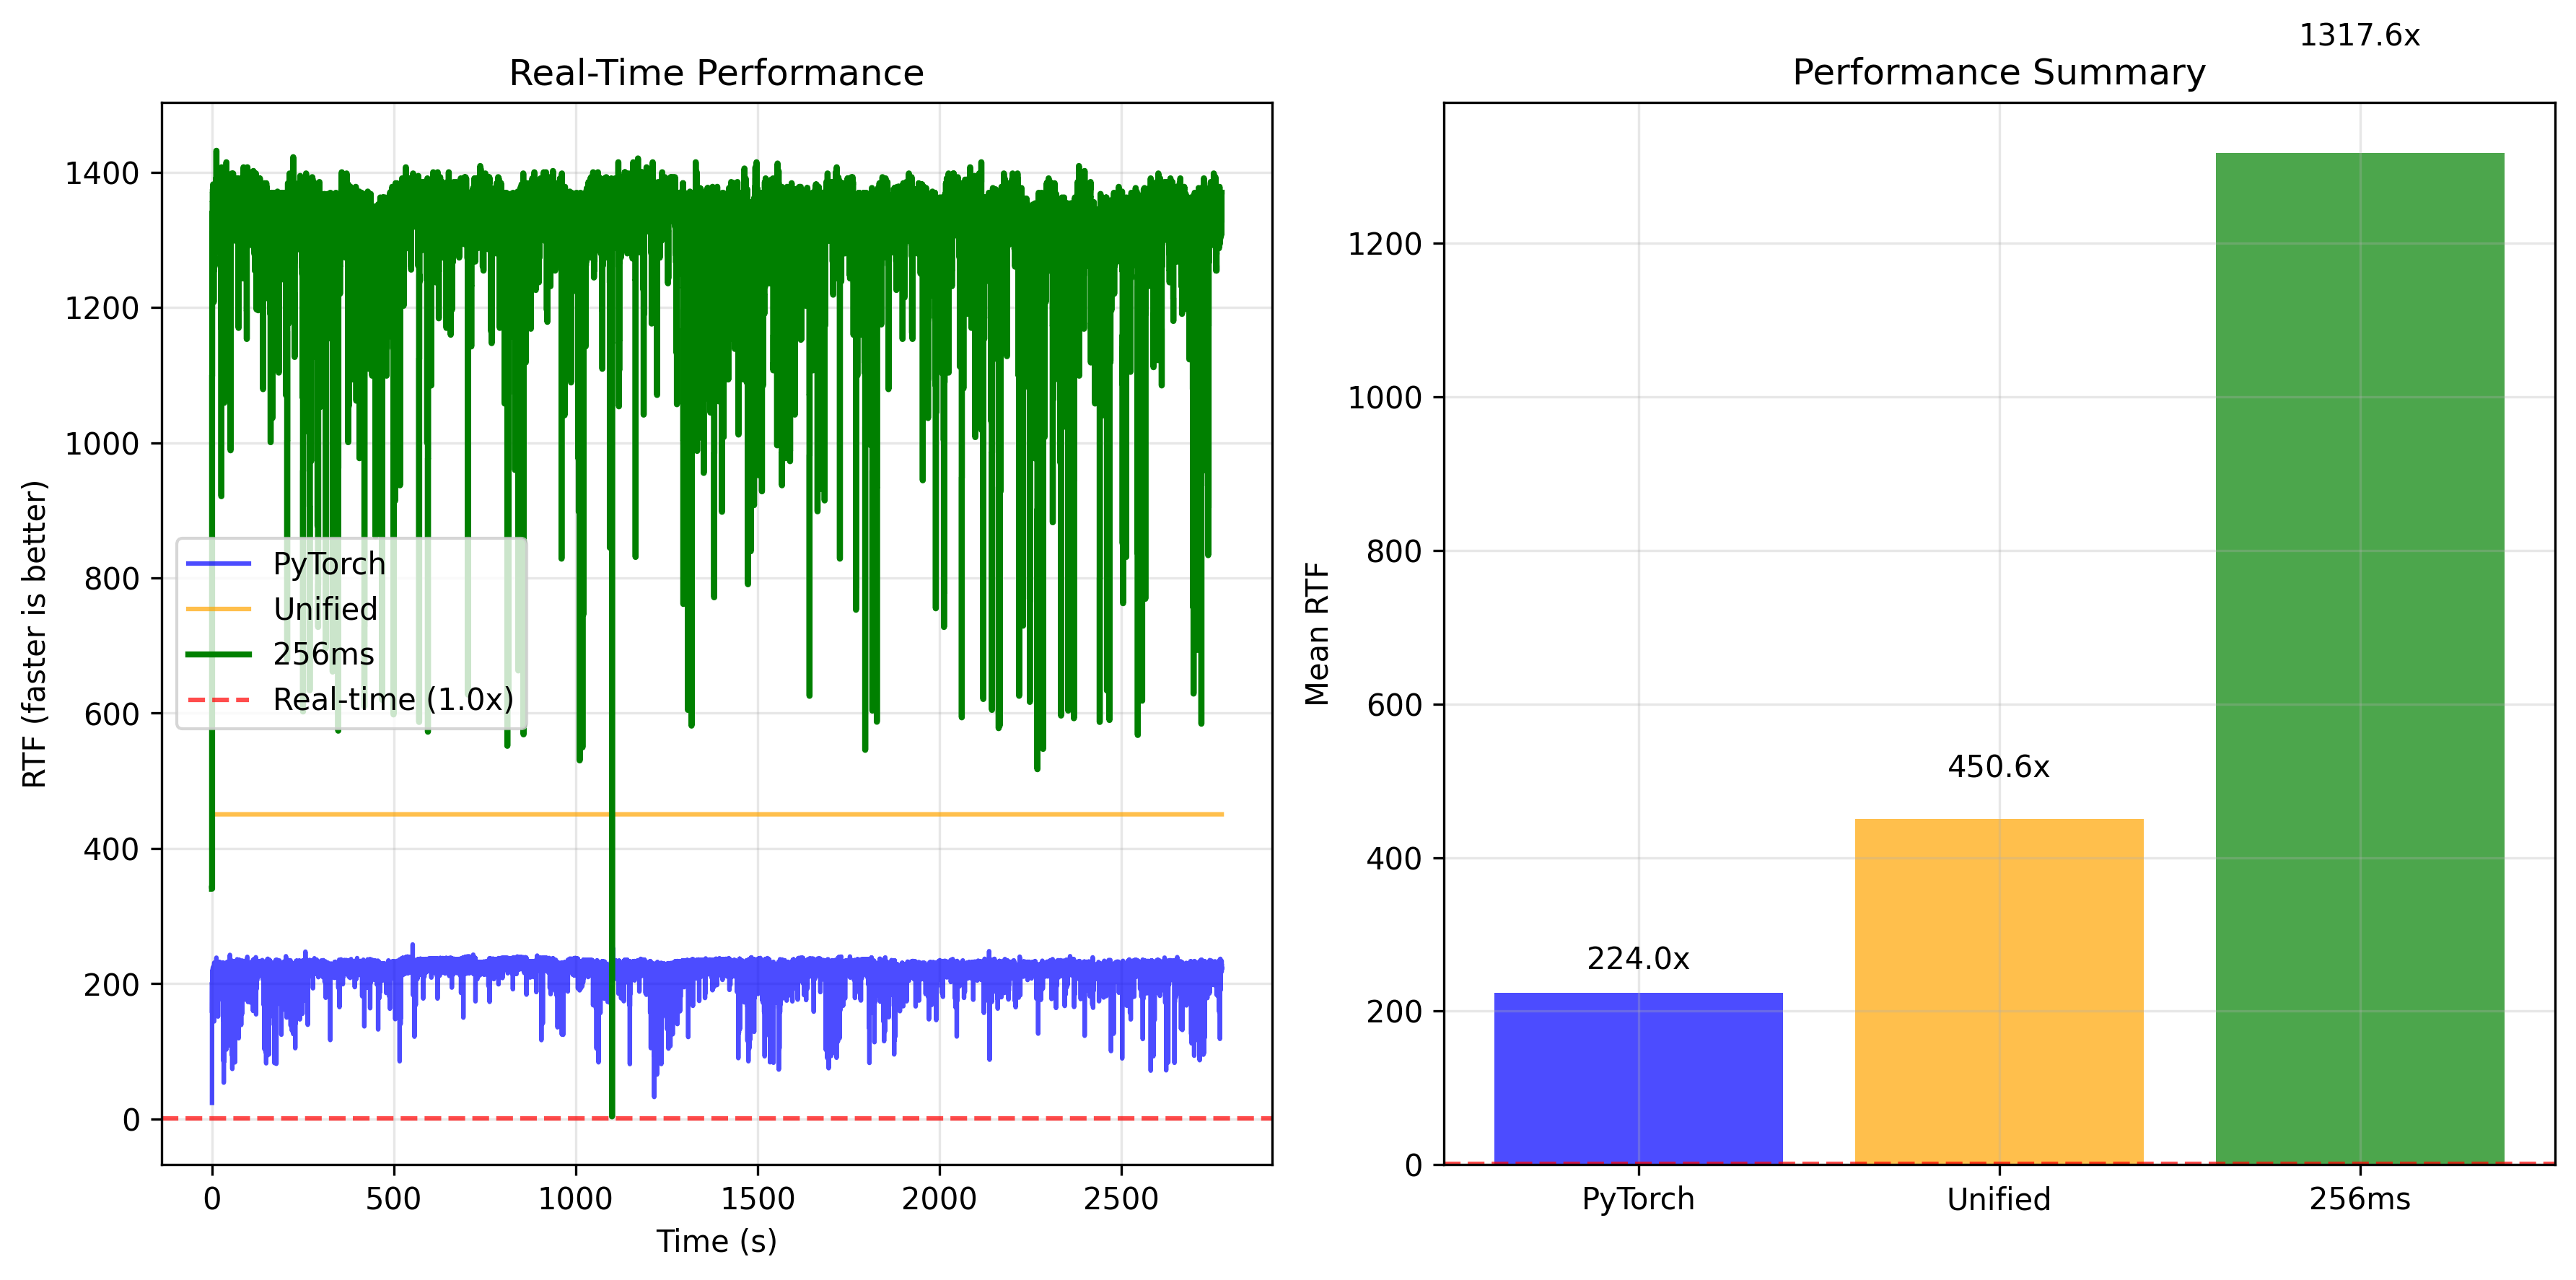 Real-Time Performance
RTF (faster is better)
1400
1200
1000
800
600
400
200
0
PyTorch
Unified
256ms
Real-time (1.0x)
0 500 1000 1500 2000 2500
Time (s)
1317.6x
Performance Summary
Mean RTF
1200
1000
800
600
400
200
0
450.6x
224.0x
PyTorch Unified 256ms